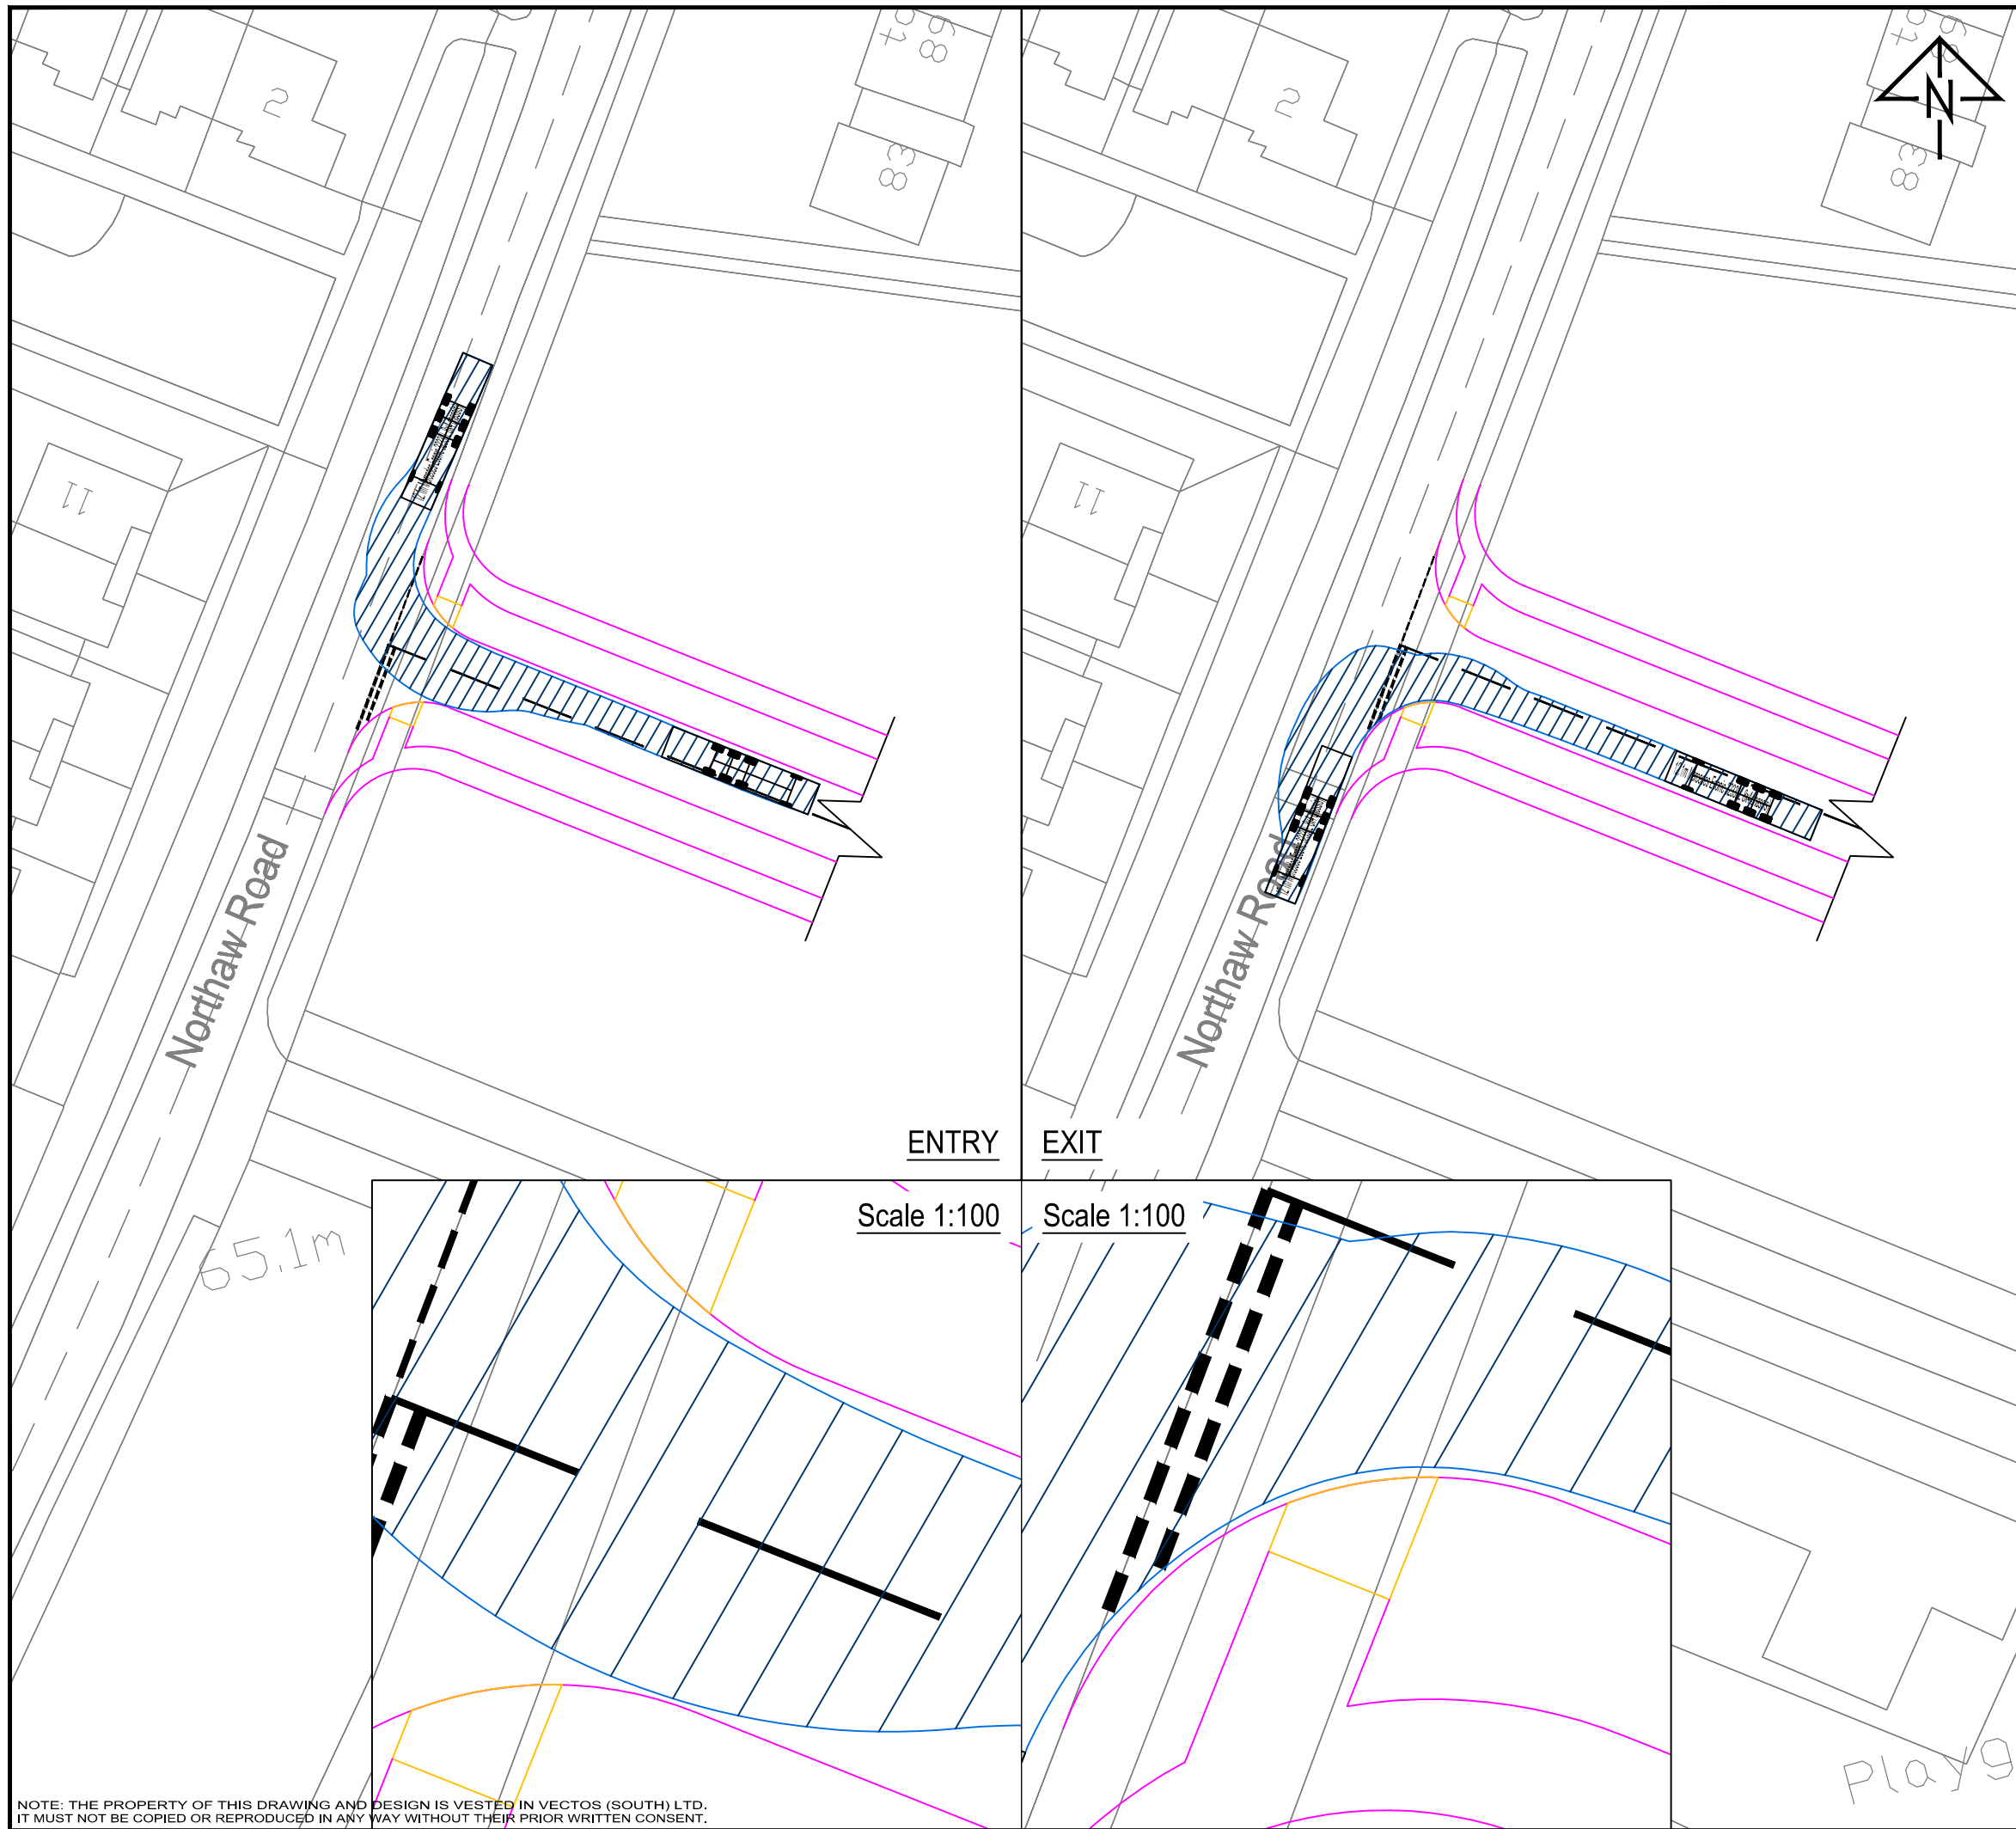 2
83
N
83
11
11
Northaw Road
Northaw Road
ENTRY
EXIT
Scale 1:100
Scale 1:100
65.1m
NOTE: THE PROPERTY OF THIS DRAWING AND DESIGN IS VESTED IN VECTOS (SOUTH) LTD.
IT MUST NOT BE COPIED OR REPRODUCED IN ANY WAY WITHOUT THEIR PRIOR WRITTEN CONSENT.